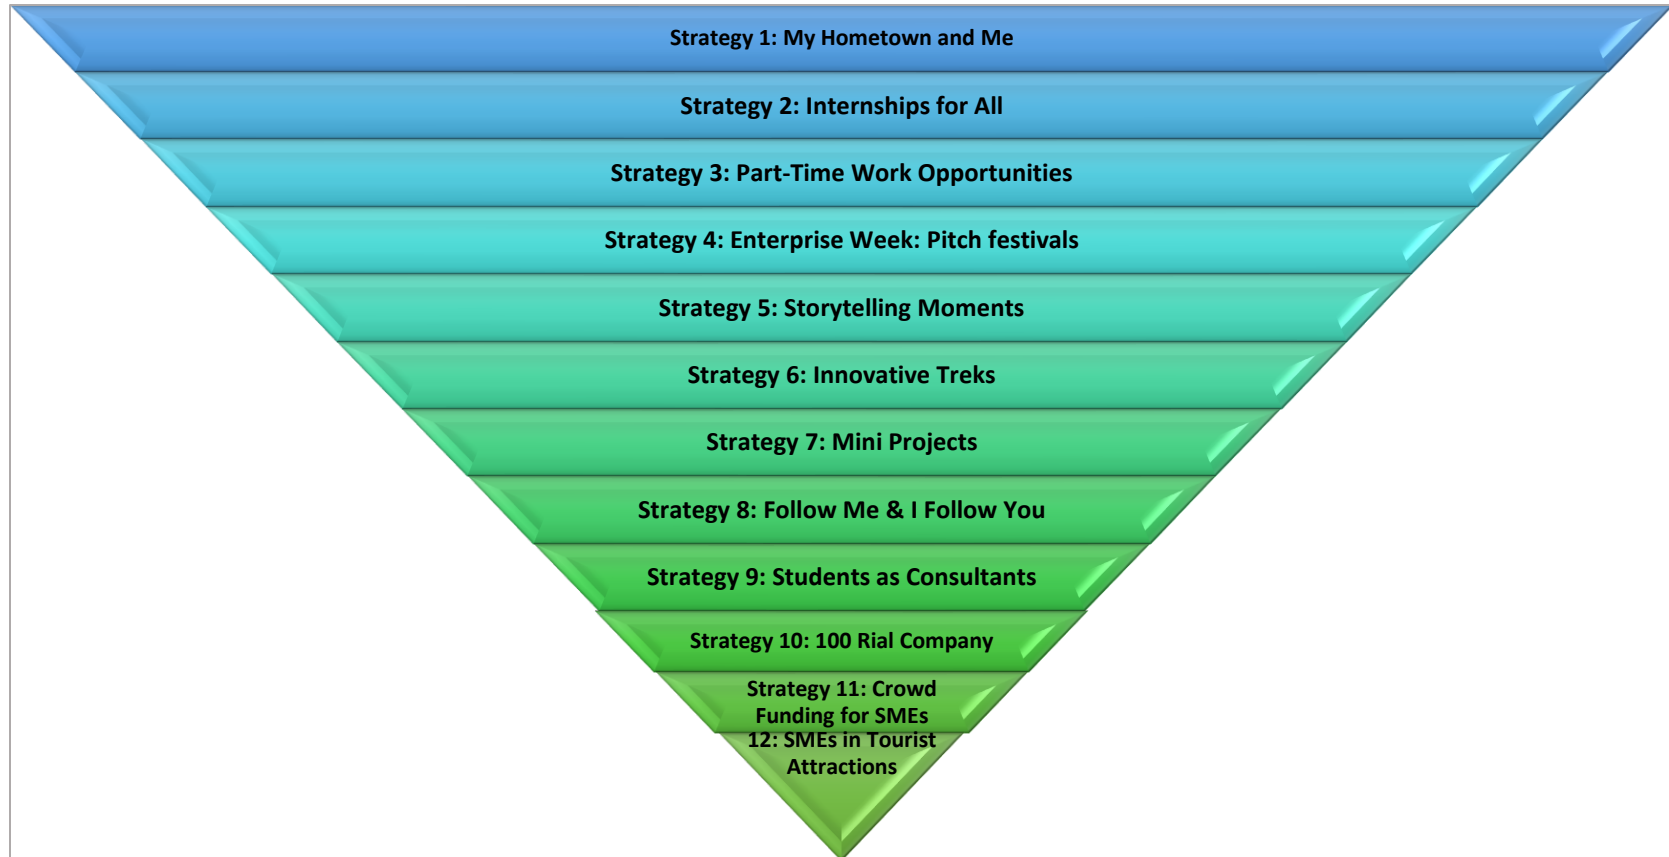 Strategy 1: My Hometown and Me
Strategy 2: Internships for All
Strategy 3: Part-Time Work Opportunities
Strategy 4: Enterprise Week: Pitch festivals
Strategy 5: Storytelling Moments
Strategy 6: Innovative Treks
Strategy 7: Mini Projects
Strategy 8: Follow Me & I Follow You
Strategy 9: Students as Consultants
Strategy 10: 100 Rial Company
Strategy 11: Crowd
Funding for SMEs
12: SMEs in Tourist
Attractions